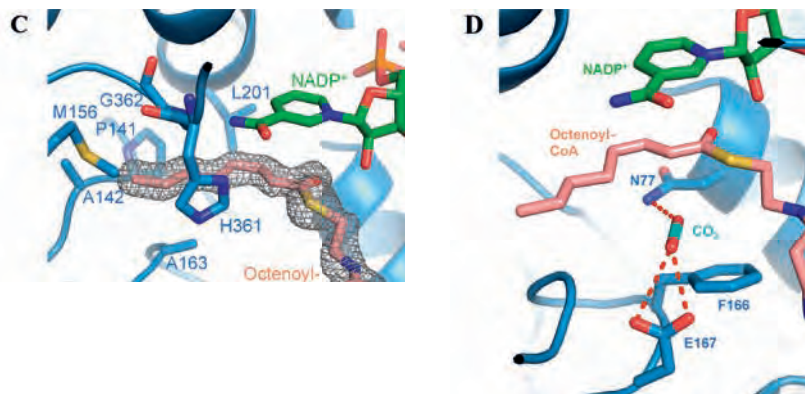 C
NADP+
G362
L201
M156
P141
A142
H361
A163
Octenoyl-
D
NADP+
Octenoyl-
CoA
N77
CO₂
F166
E167